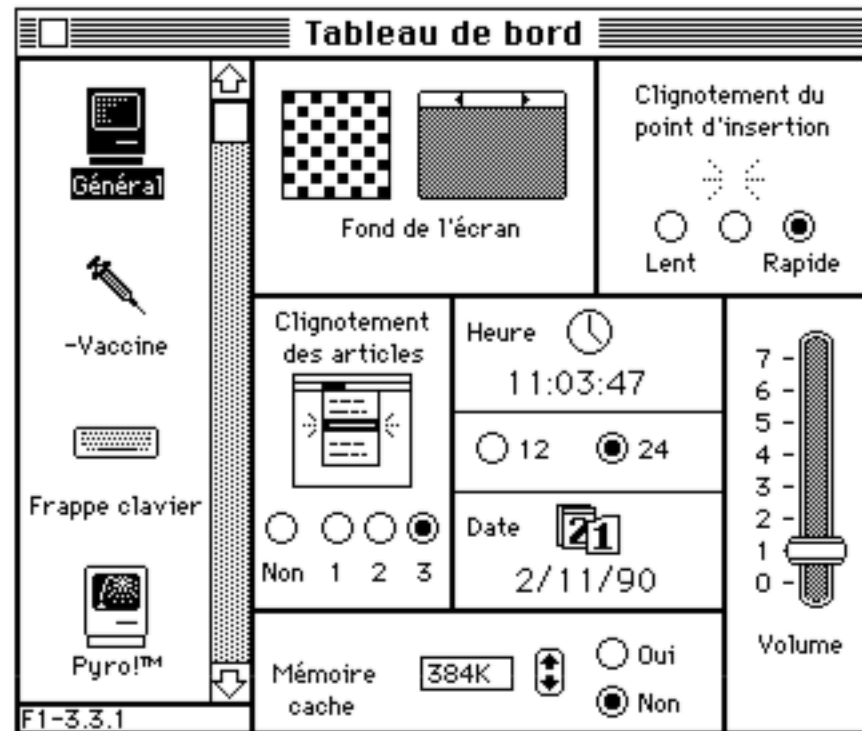 Tableau de bord
Général
-Vaccine
Frappe clavier
Pyro!™
F1-3.3.1
Fond de l'écran
Clignotement du
point d'insertion
Lent Rapide
Clignotement
des articles
Non 1 2 3
Heure
11:03:47
12 24
Date 21
2/11/90
7
6
5
4
3
2
1
0
Volume
Mémoire
cache
384K
Oui
Non